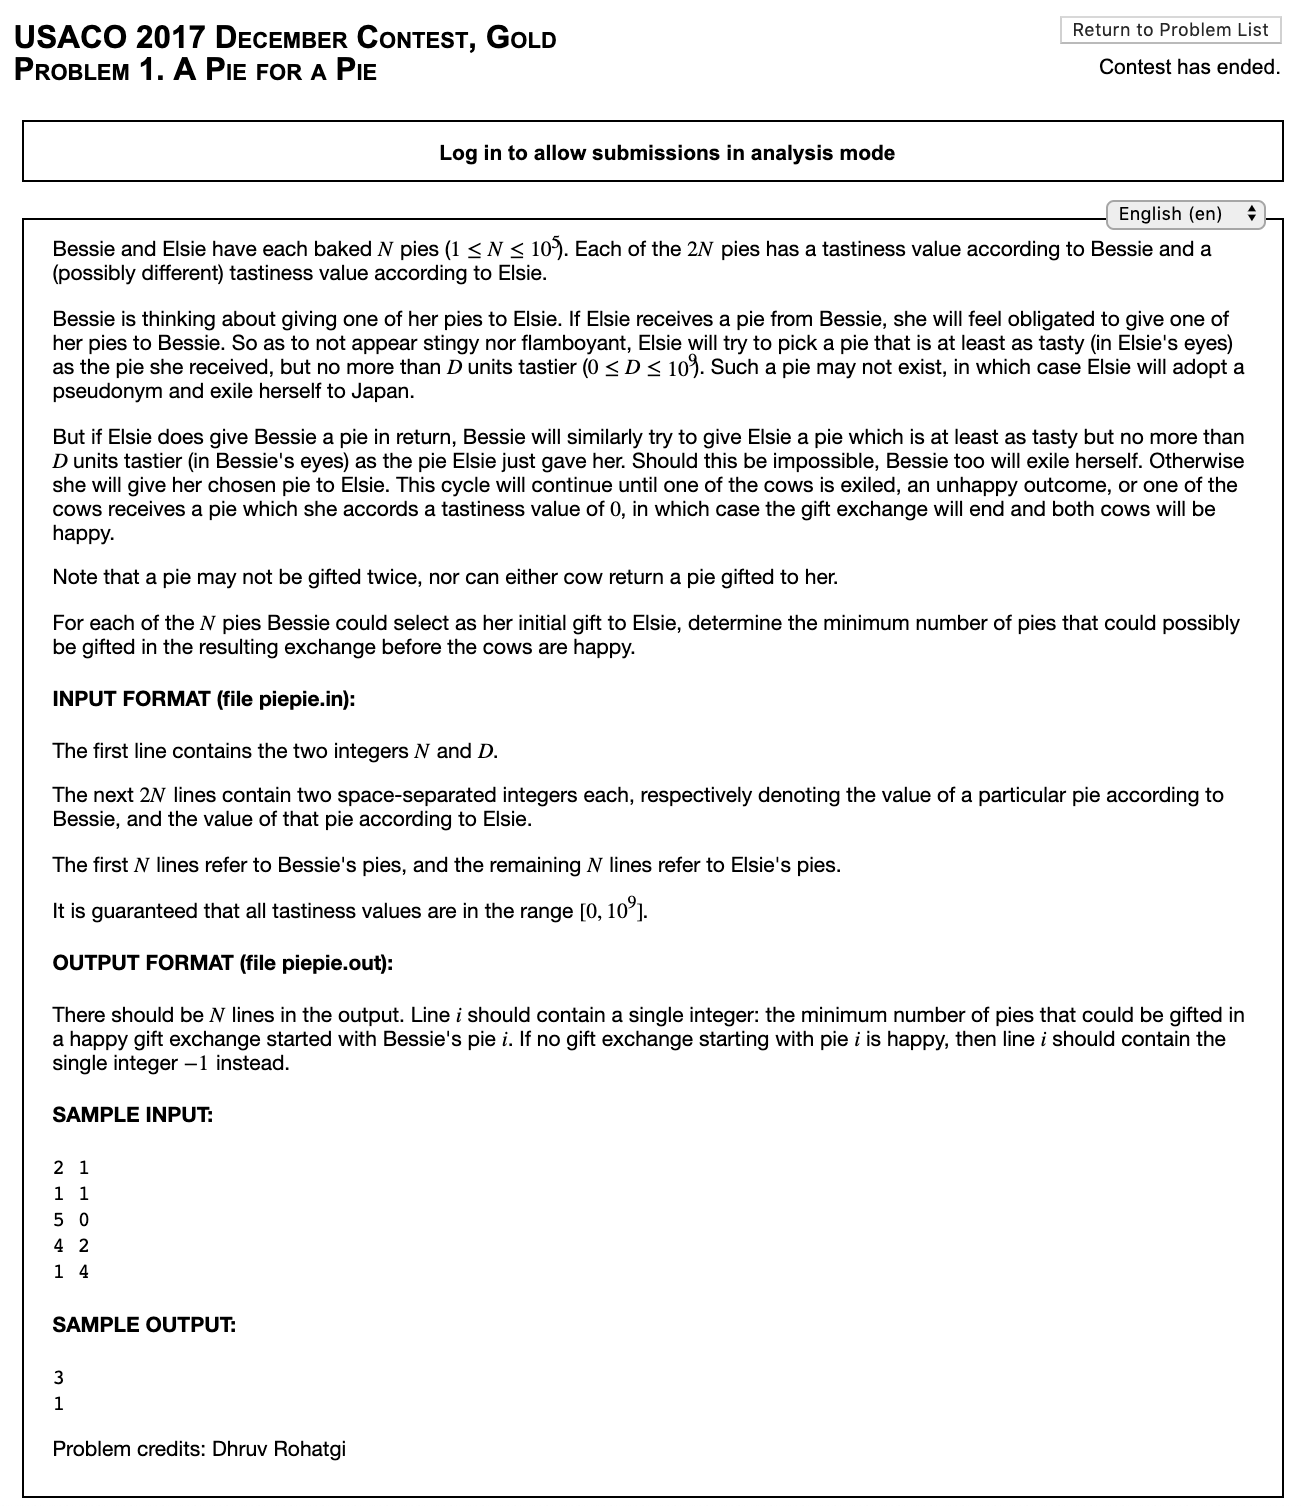 USACO 2017 December Contest, Gold
Problem 1. A Pie for a Pie
Return to Problem List
Contest has ended.
Log in to allow submissions in analysis mode
English (en)
Bessie and Elsie have each baked N pies (1 ≤ N ≤ 10^5). Each of the 2N pies has a tastiness value according to Bessie and a
(possibly different) tastiness value according to Elsie.
Bessie is thinking about giving one of her pies to Elsie. If Elsie receives a pie from Bessie, she will feel obligated to give one of
her pies to Bessie. So as to not appear stingy nor flamboyant, Elsie will try to pick a pie that is at least as tasty (in Elsie's eyes)
as the pie she received, but no more than D units tastier (0 ≤ D ≤ 10^9). Such a pie may not exist, in which case Elsie will adopt a
pseudonym and exile herself to Japan.
But if Elsie does give Bessie a pie in return, Bessie will similarly try to give Elsie a pie which is at least as tasty but no more than
D units tastier (in Bessie's eyes) as the pie Elsie just gave her. Should this be impossible, Bessie too will exile herself. Otherwise
she will give her chosen pie to Elsie. This cycle will continue until one of the cows is exiled, an unhappy outcome, or one of the
cows receives a pie which she accords a tastiness value of 0, in which case the gift exchange will end and both cows will be
happy.
Note that a pie may not be gifted twice, nor can either cow return a pie gifted to her.
For each of the N pies Bessie could select as her initial gift to Elsie, determine the minimum number of pies that could possibly
be gifted in the resulting exchange before the cows are happy.
INPUT FORMAT (file piepie.in):
The first line contains the two integers N and D.
The next 2N lines contain two space-separated integers each, respectively denoting the value of a particular pie according to
Bessie, and the value of that pie according to Elsie.
The first N lines refer to Bessie's pies, and the remaining N lines refer to Elsie's pies.
It is guaranteed that all tastiness values are in the range [0, 10^9].
OUTPUT FORMAT (file piepie.out):
There should be N lines in the output. Line i should contain a single integer: the minimum number of pies that could be gifted in
a happy gift exchange started with Bessie's pie i. If no gift exchange starting with pie i is happy, then line i should contain the
single integer −1 instead.
SAMPLE INPUT:
2 1
1 1
5 0
4 2
1 4
SAMPLE OUTPUT:
3
1
Problem credits: Dhruv Rohatgi